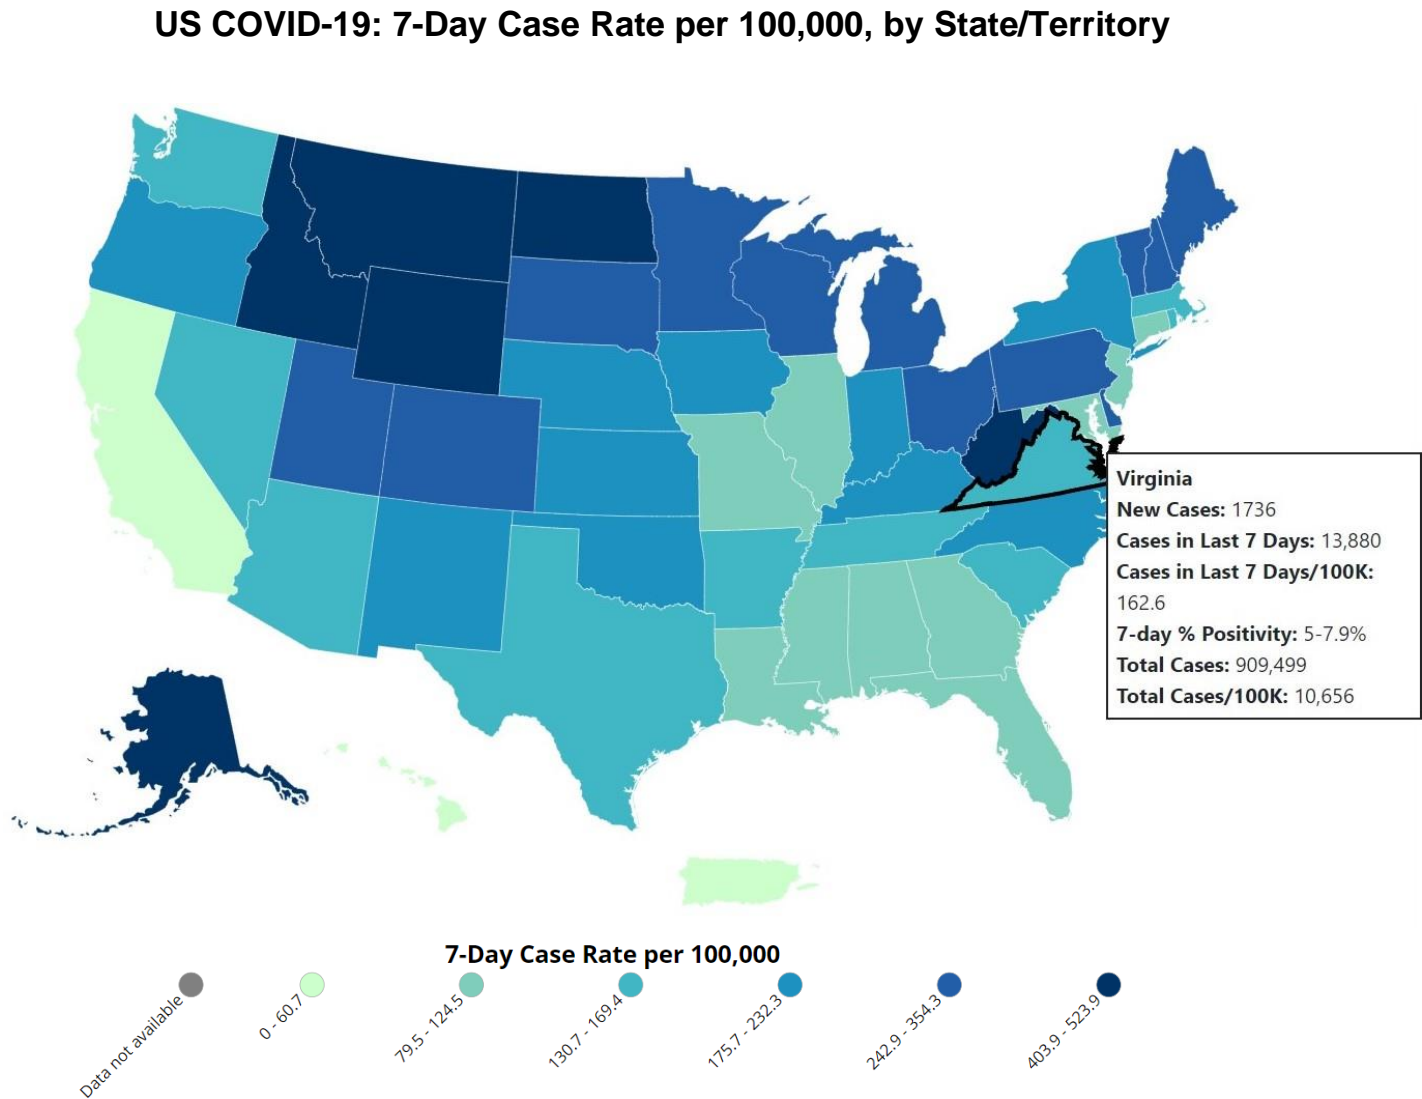 US COVID-19: 7-Day Case Rate per 100,000, by State/Territory
Virginia
New Cases: 1736
Cases in Last 7 Days: 13,880
Cases in Last 7 Days/100K:
162.6
7-day % Positivity: 5-7.9%
Total Cases: 909,499
Total Cases/100K: 10,656
7-Day Case Rate per 100,000
Data not available
0 - 60.7
79.5 - 124.5
130.7 - 169.4
175.7 - 232.3
242.9 - 354.3
403.9 - 523.9